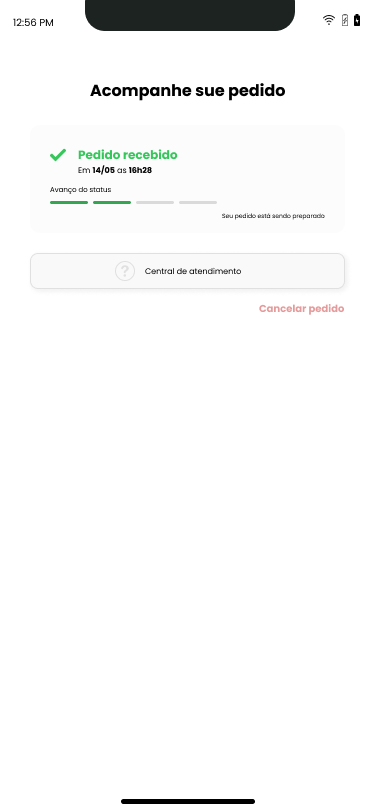 12:56 PM
Acompanhe sue pedido
Pedido recebido
Em 14/05 as 16h28
Avanço do status
Seu pedido está sendo preparado
? Central de atendimento
Cancelar pedido